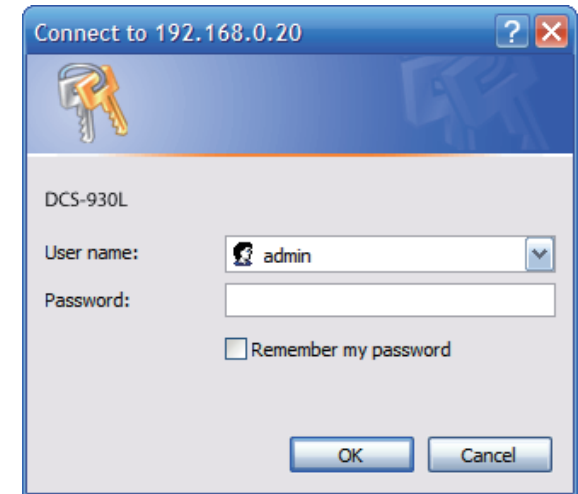 Connect to 192.168.0.20
DCS-930L
User name: admin
Password:
Remember my password
OK Cancel